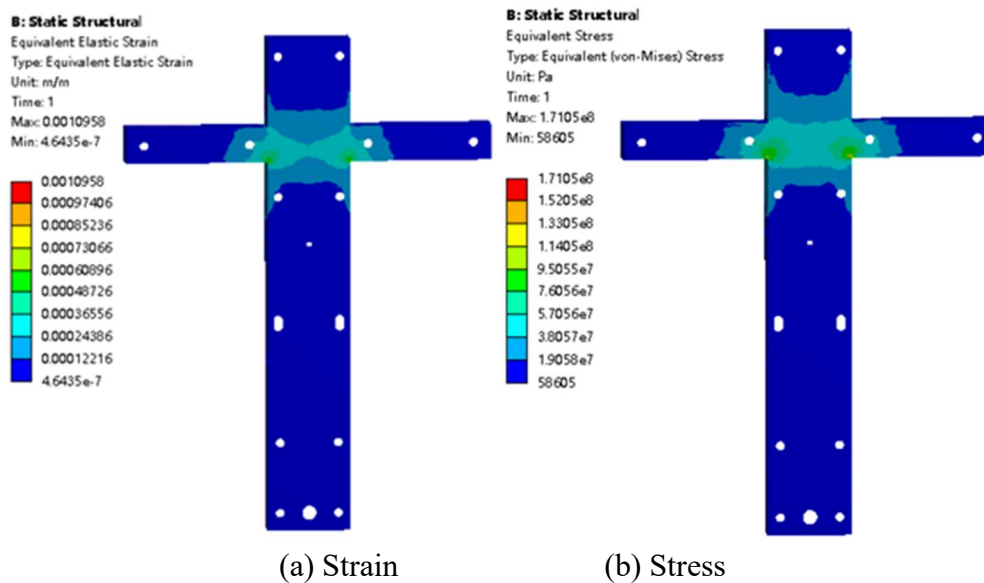 B: Static Structural
Equivalent Elastic Strain
Type: Equivalent Elastic Strain
Unit: m/m
Time: 1
Max: 0.0010958
Min: 4.6435e-7
0.0010958
0.00097406
0.00085236
0.00073066
0.00060896
0.00048726
0.00036556
0.00024386
0.00012216
4.6435e-7
B: Static Structural
Equivalent Stress
Type: Equivalent (von-Mises) Stress
Unit: Pa
Time: 1
Max: 1.7105e8
Min: 58605
1.7105e8
1.5205e8
1.3305e8
1.1405e8
9.5055e7
7.6056e7
5.7056e7
3.8057e7
1.9058e7
58605
(a) Strain
(b) Stress